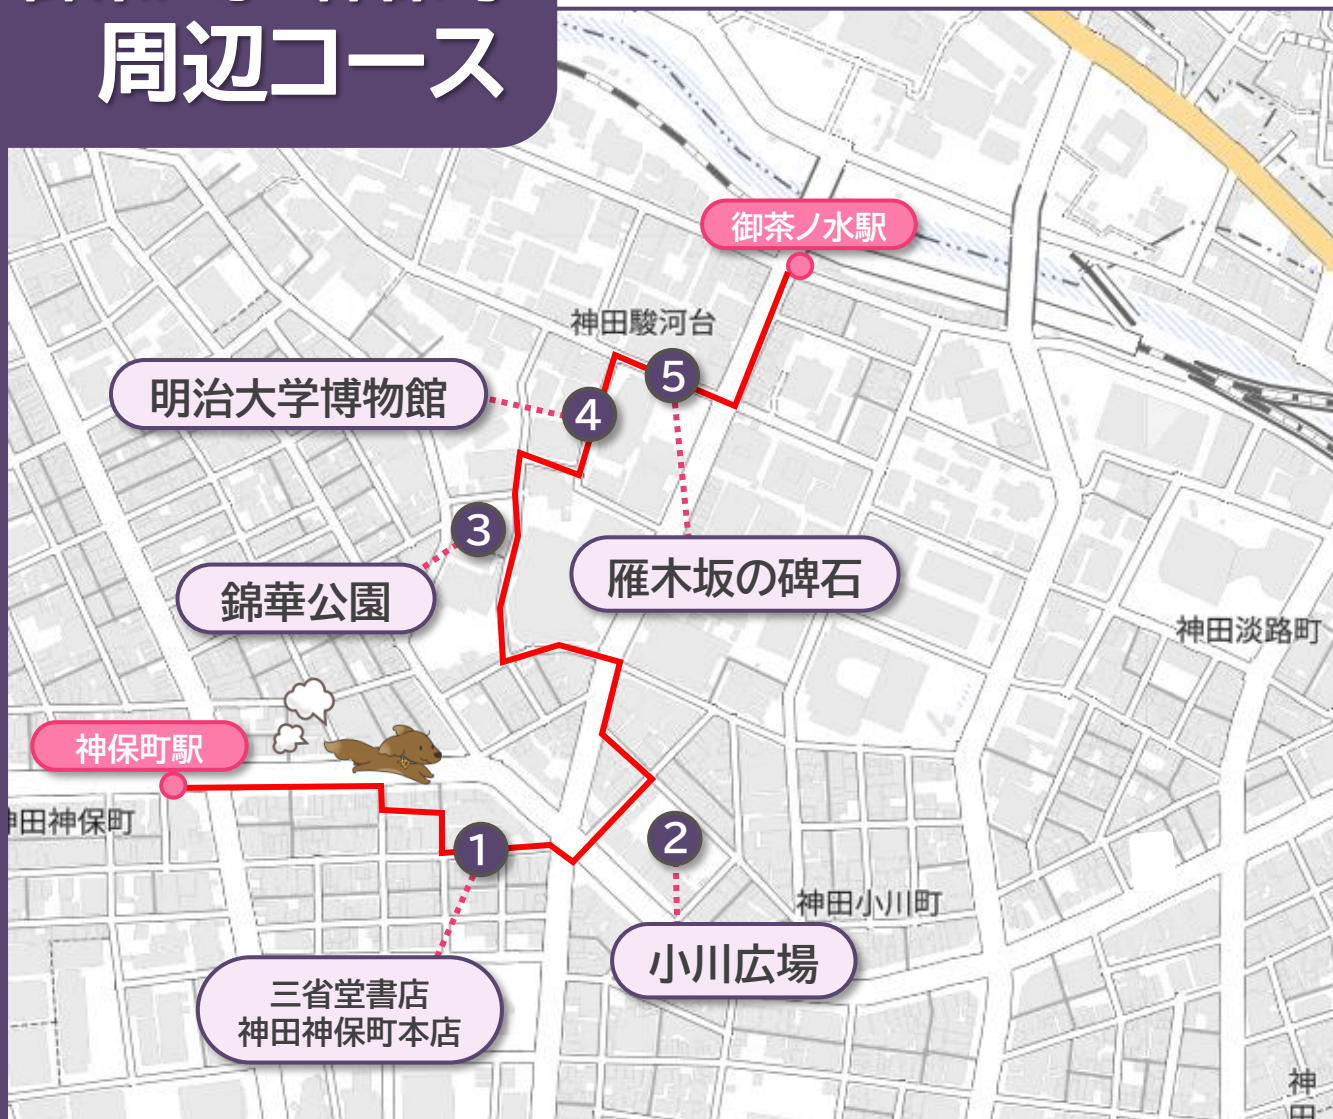 周辺コース
御茶ノ水駅
神田駿河台
5
明治大学博物館
4
3
雁木坂の碑石
錦華公園
神田淡路町
神保町駅
田神保町
1
2
神田小川町
小川広場
三省堂書店
神田神保町本店
神
田